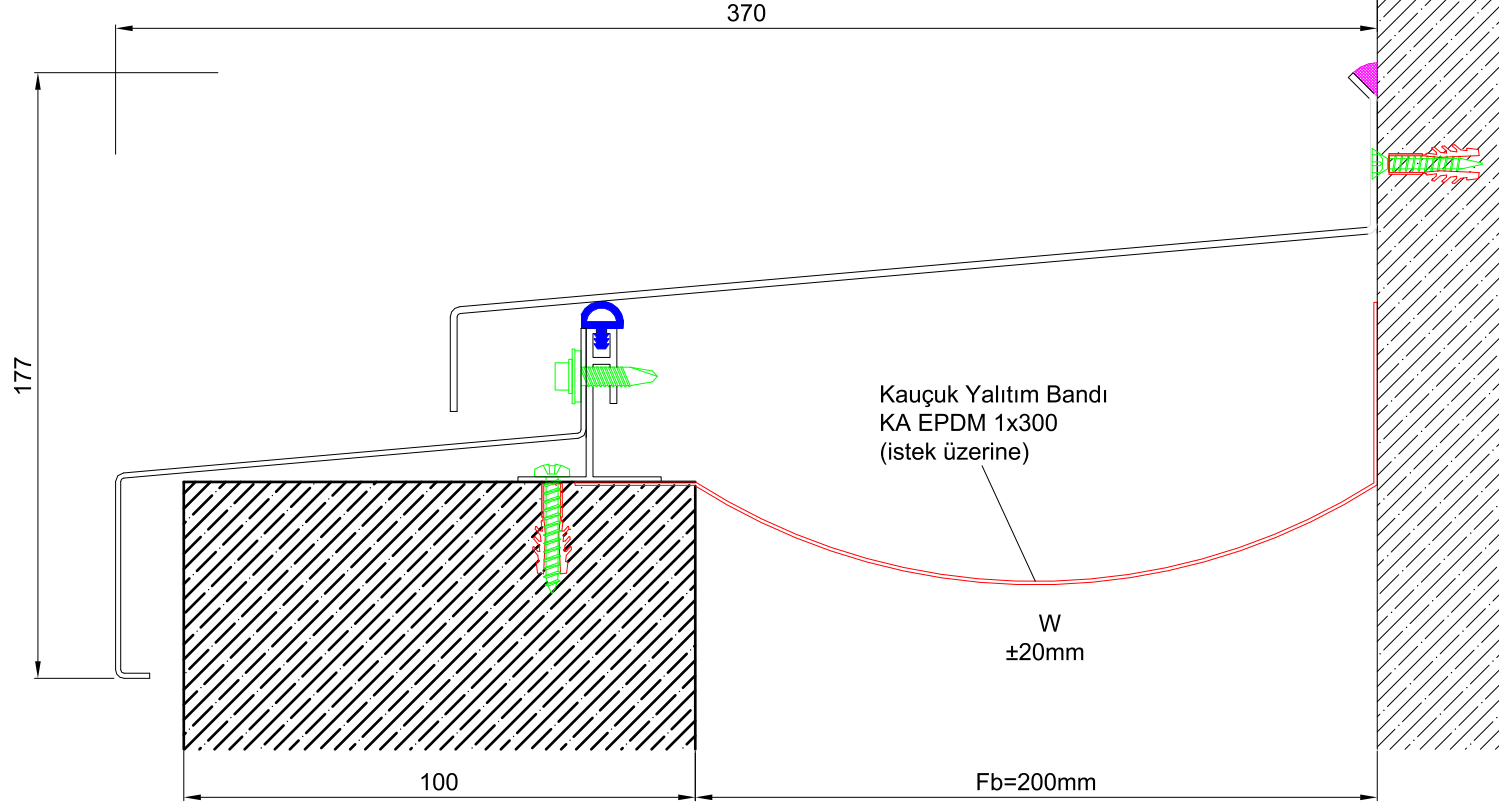 370
177
Kauçuk Yalıtım Bandı
KA EPDM 1x300
(istek üzerine)
W
±20mm
100
Fb=200mm